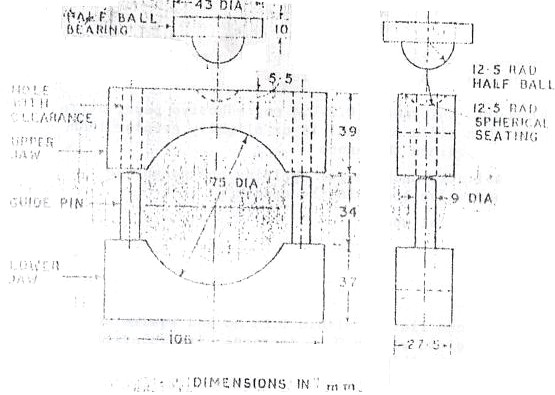 43 DIA
HALF BALL
BEARING
10
5·5
12·5 RAD
HALF BALL
12·5 RAD
SPHERICAL
SEATING
HOLE
WITH
CLEARANCE
UPPER
JAW
39
75 DIA
GUIDE PIN
34
9 DIA.
LOWER
JAW
37
106
27·5
DIMENSIONS IN mm.